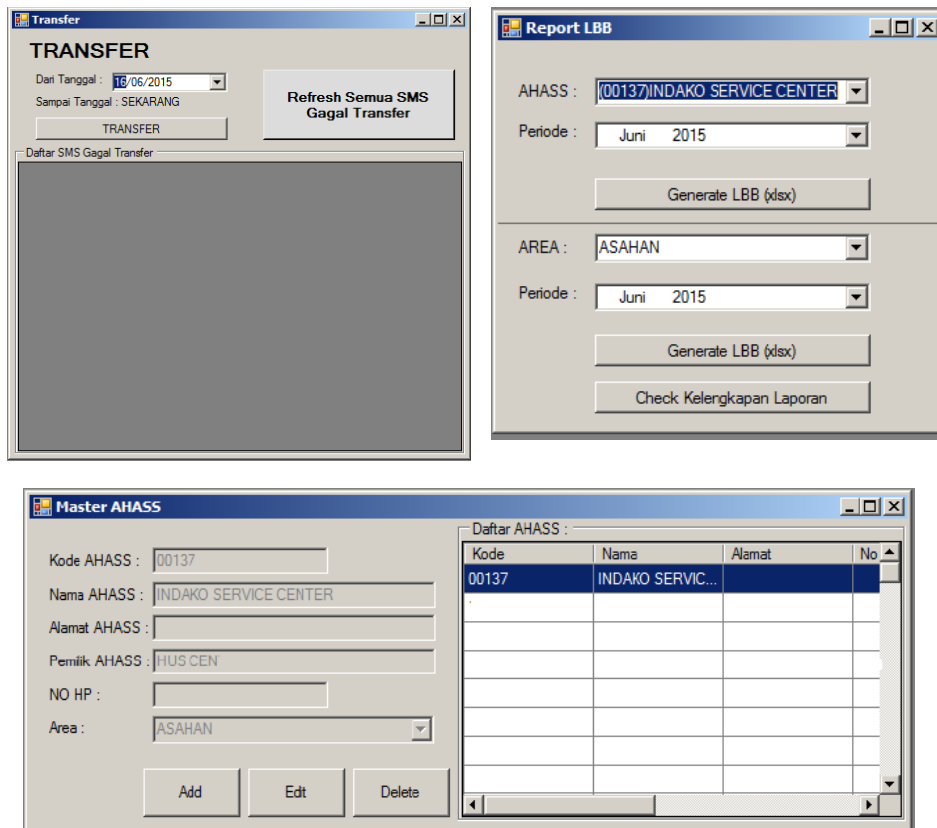 Transfer
TRANSFER
Dari Tanggal : 16/06/2015
Sampai Tanggal : SEKARANG
TRANSFER
Refresh Semua SMS
Gagal Transfer
Daftar SMS Gagal Transfer
Report LBB
AHASS : (00137)INDAKO SERVICE CENTER
Periode : Juni 2015
Generate LBB (xlsx)
AREA : ASAHAN
Periode : Juni 2015
Generate LBB (xlsx)
Check Kelengkapan Laporan
Master AHASS
Kode AHASS : 00137
Nama AHASS : INDAKO SERVICE CENTER
Alamat AHASS :
Pemilik AHASS : HUS CEN
NO HP :
Area : ASAHAN
Add Edt Delete
Daftar AHASS :
Kode Nama Alamat No
00137 INDAKO SERVIC...